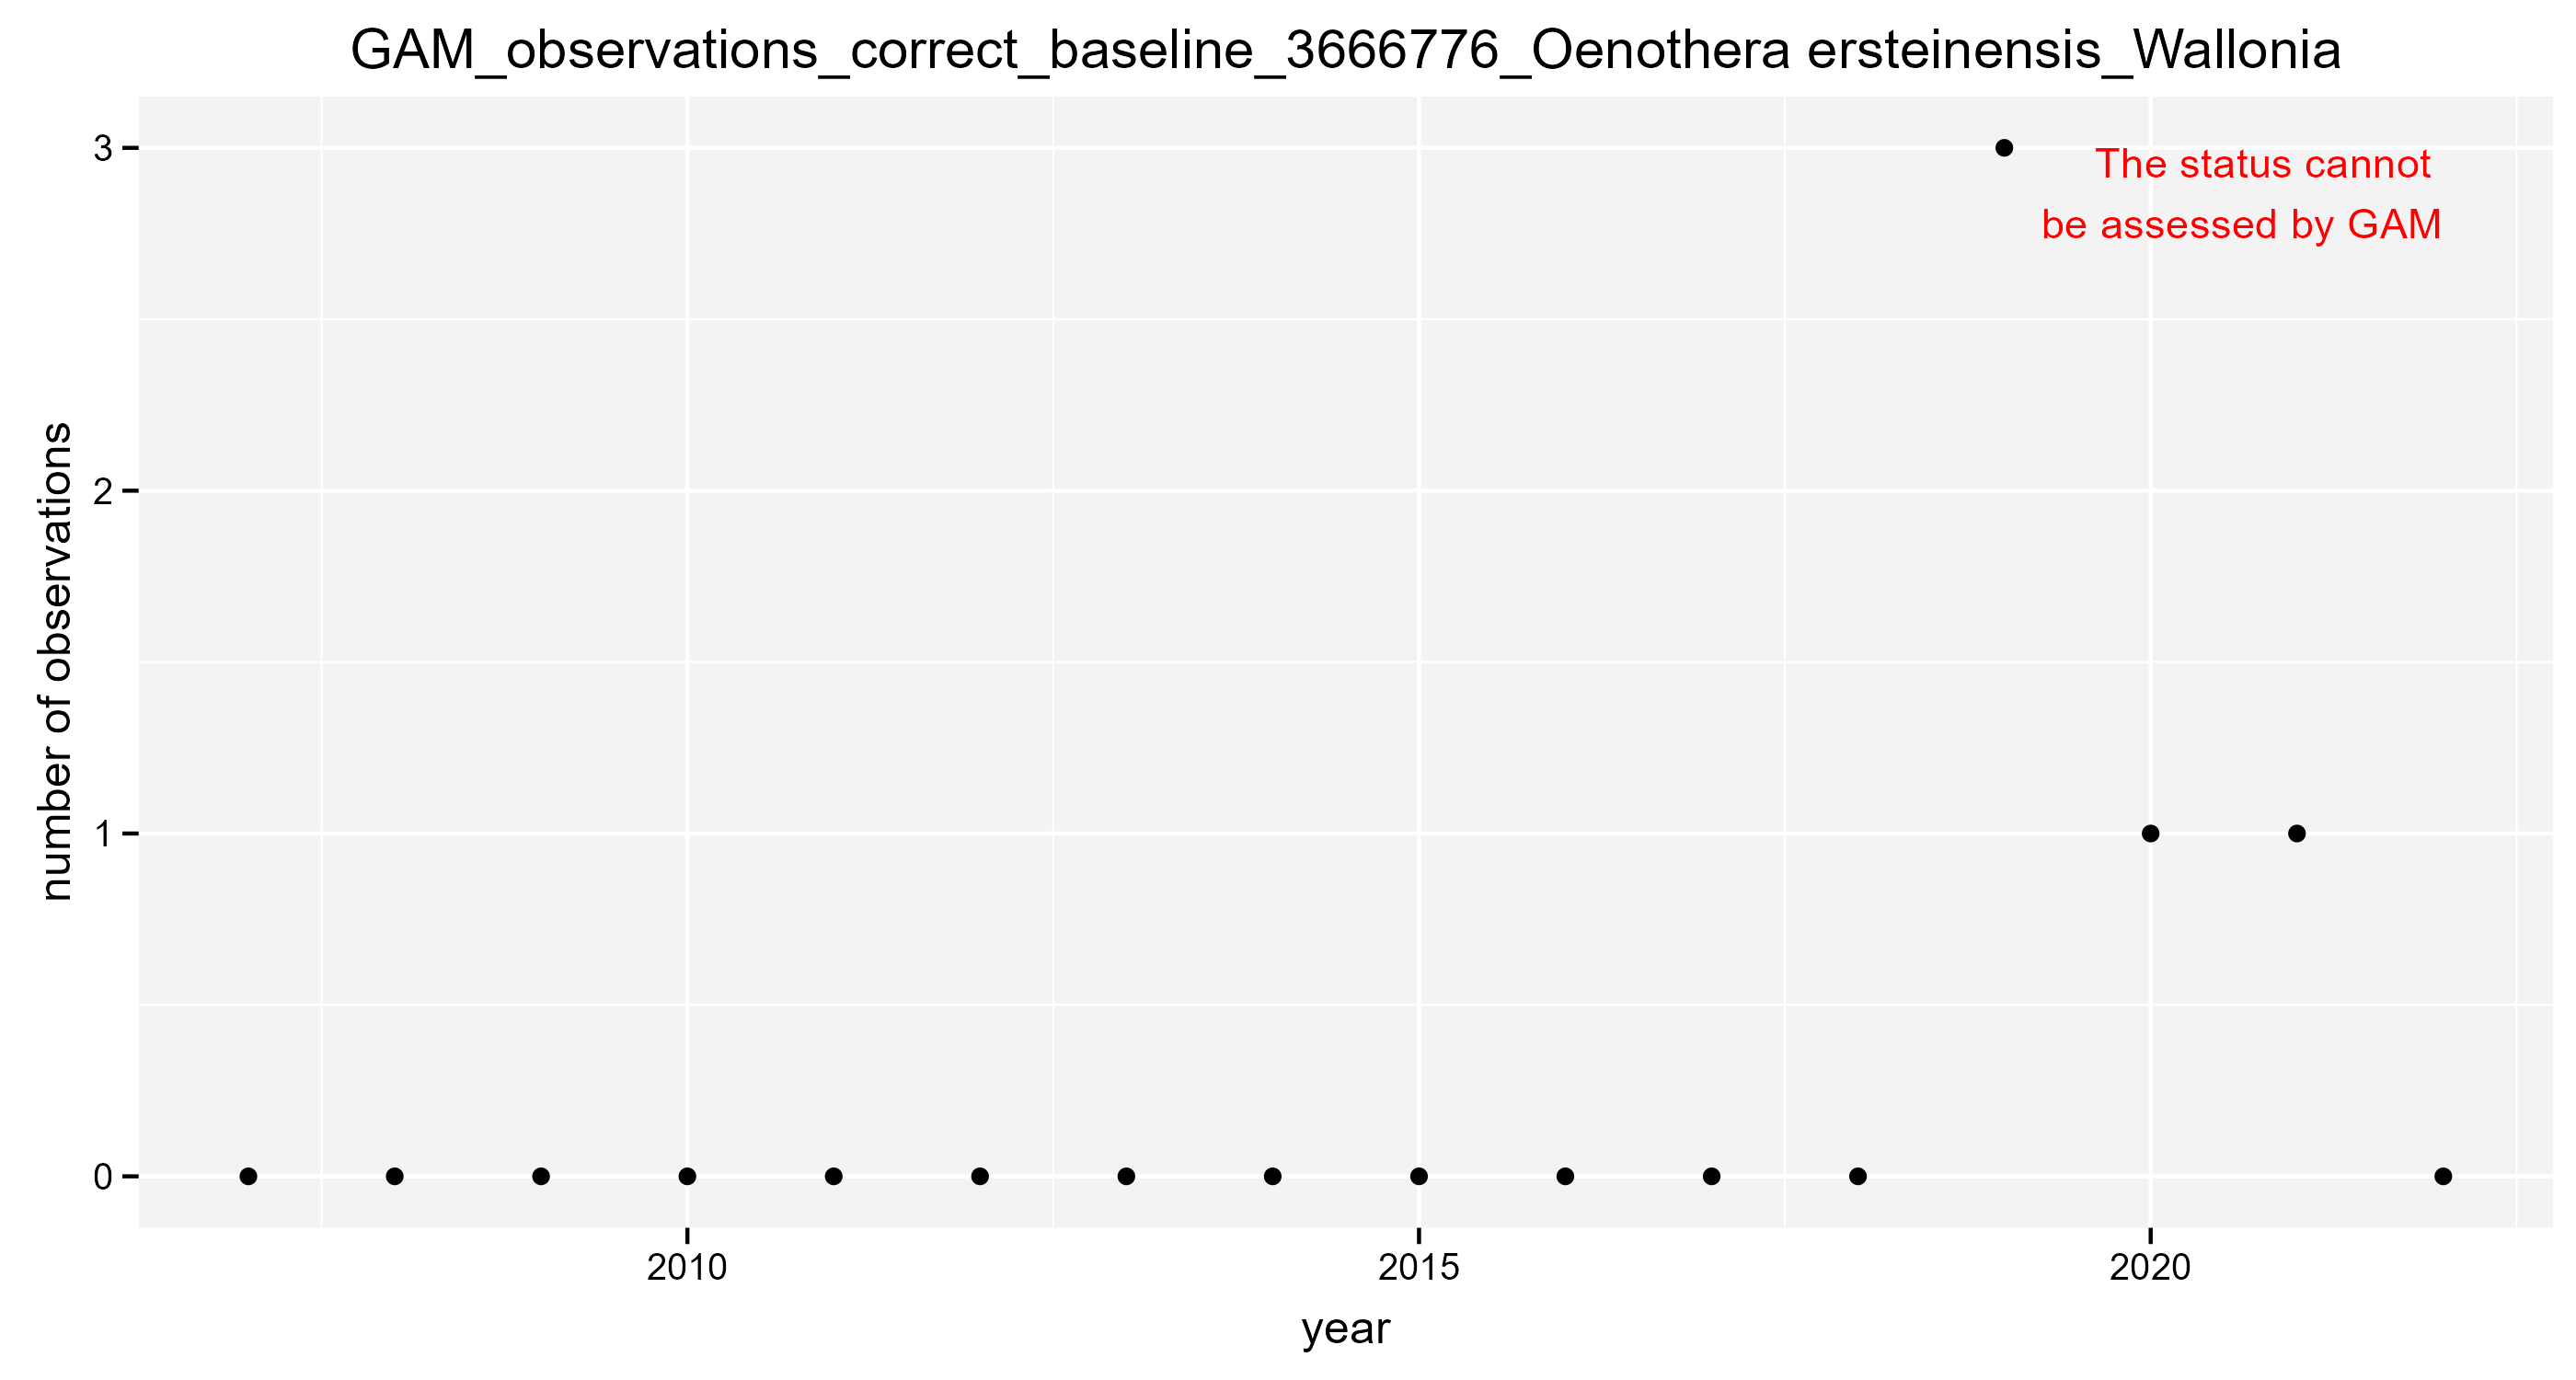 GAM_observations_correct_baseline_3666776_Oenothera ersteinensis_Wallonia
3
The status cannot
be assessed by GAM
2
number of observations
1
0
2010
2015
2020
year